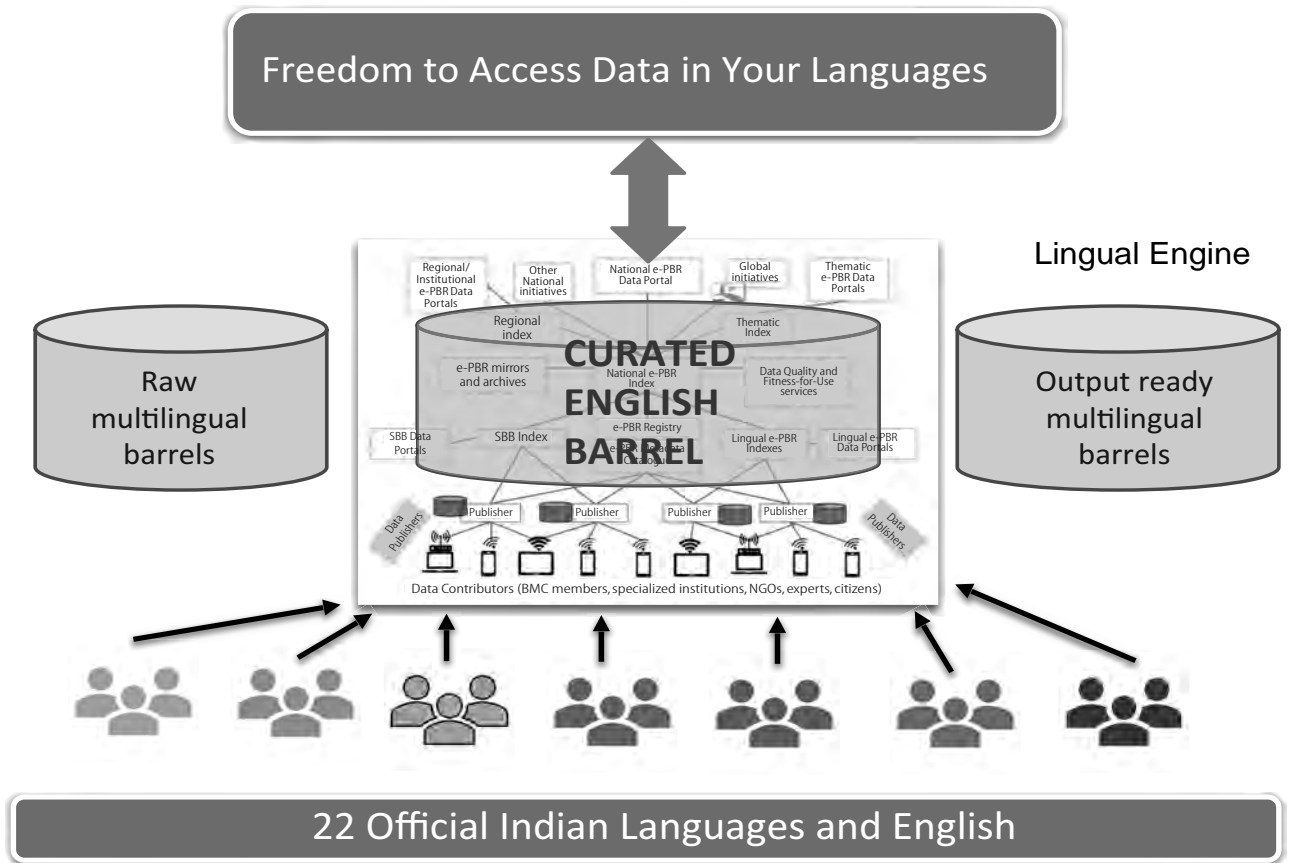 Freedom to Access Data in Your Languages
Regional/
Institutional
e-PBR Data
Portals
Other
National
initiatives
National e-PBR
Data Portal
Global
initiatives
Thematic
e-PBR Data
Portals
Lingual Engine
Regional
index
Thematic
Index
Raw
multilingual
barrels
CURATED
ENGLISH
BARREL
e-PBR mirrors
and archives
National e-PBR
Index
Data Quality and
Fitness-for-Use
services
Output ready
multilingual
barrels
SBB Data
Portals
SBB Index
e-PBR Registry
Catalogue
Lingual e-PBR
Indexes
Lingual e-PBR
Data Portals
Data
Publishers
Publisher
Publisher
Publisher
Publisher
Data
Publishers
Data Contributors (BMC members, specialized institutions, NGOs, experts, citizens)
22 Official Indian Languages and English